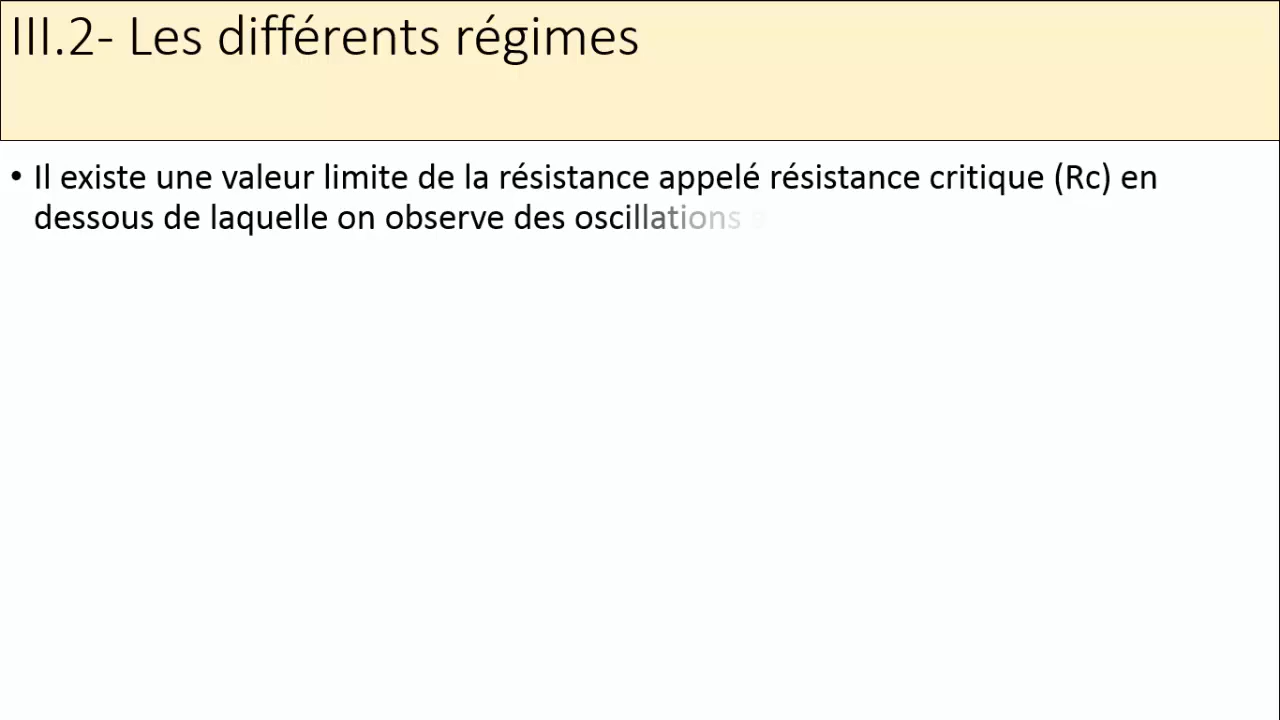 III.2- Les différents régimes
• Il existe une valeur limite de la résistance appelé résistance critique (Rc) en
dessous de laquelle on observe des oscillations